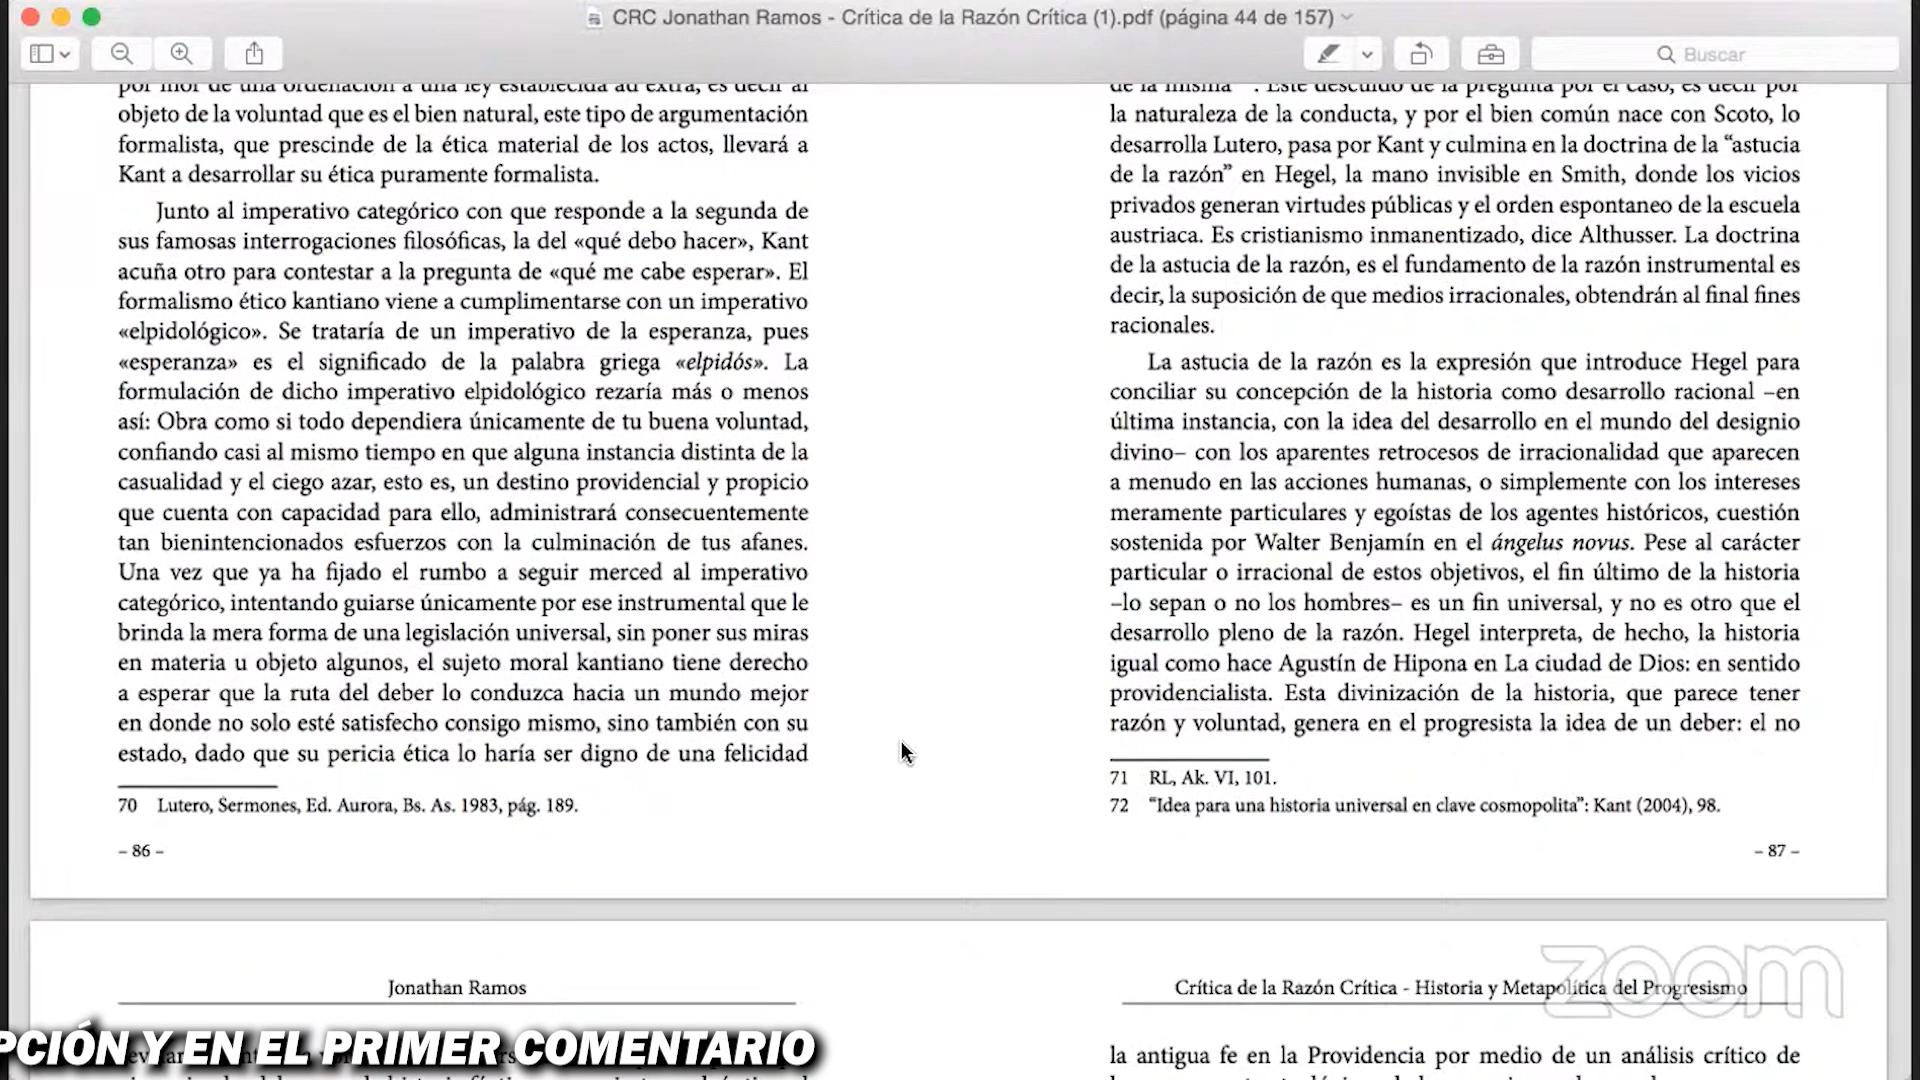 CRC Jonathan Ramos - Crítica de la Razón Crítica (1).pdf (página 44 de 157)
Buscar
por mor de una ordenación a una ley establecida ad extra, es decir al
objeto de la voluntad que es el bien natural, este tipo de argumentación
formalista, que prescinde de la ética material de los actos, llevará a
Kant a desarrollar su ética puramente formalista.
Junto al imperativo categórico con que responde a la segunda de
sus famosas interrogaciones filosóficas, la del «qué debo hacer», Kant
acuña otro para contestar a la pregunta de «qué me cabe esperar». El
formalismo ético kantiano viene a cumplimentarse con un imperativo
«elpidológico». Se trataría de un imperativo de la esperanza, pues
«esperanza» es el significado de la palabra griega «elpidós». La
formulación de dicho imperativo elpidológico rezaría más o menos
así: Obra como si todo dependiera únicamente de tu buena voluntad,
confiando casi al mismo tiempo en que alguna instancia distinta de la
casualidad y el ciego azar, esto es, un destino providencial y propicio
que cuenta con capacidad para ello, administrará consecuentemente
tan bienintencionados esfuerzos con la culminación de tus afanes.
Una vez que ya ha fijado el rumbo a seguir merced al imperativo
categórico, intentando guiarse únicamente por ese instrumental que le
brinda la mera forma de una legislación universal, sin poner sus miras
en materia u objeto algunos, el sujeto moral kantiano tiene derecho
a esperar que la ruta del deber lo conduzca hacia un mundo mejor
en donde no solo esté satisfecho consigo mismo, sino también con su
estado, dado que su pericia ética lo haría ser digno de una felicidad
70 Lutero, Sermones, Ed. Aurora, Bs. As. 1983, pág. 189.
– 86 –
de la misma . Este descuido de la pregunta por el caso, es decir por
la naturaleza de la conducta, y por el bien común nace con Scoto, lo
desarrolla Lutero, pasa por Kant y culmina en la doctrina de la “astucia
de la razón” en Hegel, la mano invisible en Smith, donde los vicios
privados generan virtudes públicas y el orden espontaneo de la escuela
austriaca. Es cristianismo inmanentizado, dice Althusser. La doctrina
de la astucia de la razón, es el fundamento de la razón instrumental es
decir, la suposición de que medios irracionales, obtendrán al final fines
racionales.
La astucia de la razón es la expresión que introduce Hegel para
conciliar su concepción de la historia como desarrollo racional –en
última instancia, con la idea del desarrollo en el mundo del designio
divino– con los aparentes retrocesos de irracionalidad que aparecen
a menudo en las acciones humanas, o simplemente con los intereses
meramente particulares y egoístas de los agentes históricos, cuestión
sostenida por Walter Benjamín en el ángelus novus. Pese al carácter
particular o irracional de estos objetivos, el fin último de la historia
–lo sepan o no los hombres– es un fin universal, y no es otro que el
desarrollo pleno de la razón. Hegel interpreta, de hecho, la historia
igual como hace Agustín de Hipona en La ciudad de Dios: en sentido
providencialista. Esta divinización de la historia, que parece tener
razón y voluntad, genera en el progresista la idea de un deber: el no
71 RL, Ak. VI, 101.
72 “Idea para una historia universal en clave cosmopolita”: Kant (2004), 98.
– 87 –
Jonathan Ramos
Crítica de la Razón Crítica - Historia y Metapolítica del Progresismo
zoom
PCIÓN Y EN EL PRIMER COMENTARIO
la antigua fe en la Providencia por medio de un análisis crítico de